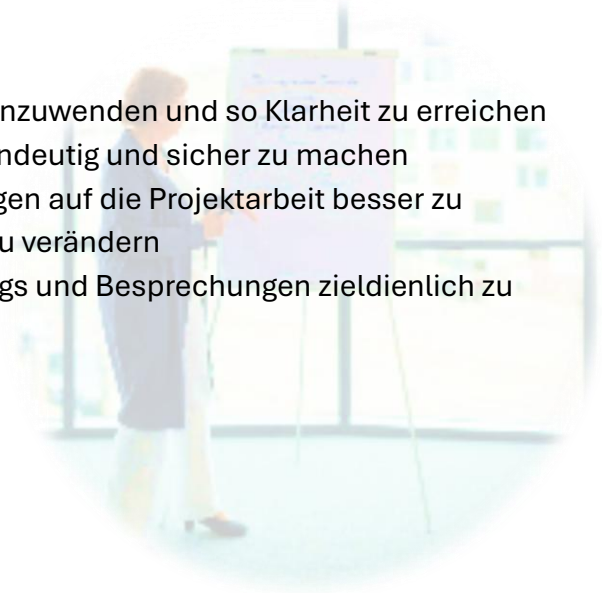 nzuwenden und so Klarheit zu erreichen
ndeutig und sicher zu machen
gen auf die Projektarbeit besser zu
u verändern
gs und Besprechungen zieldienlich zu